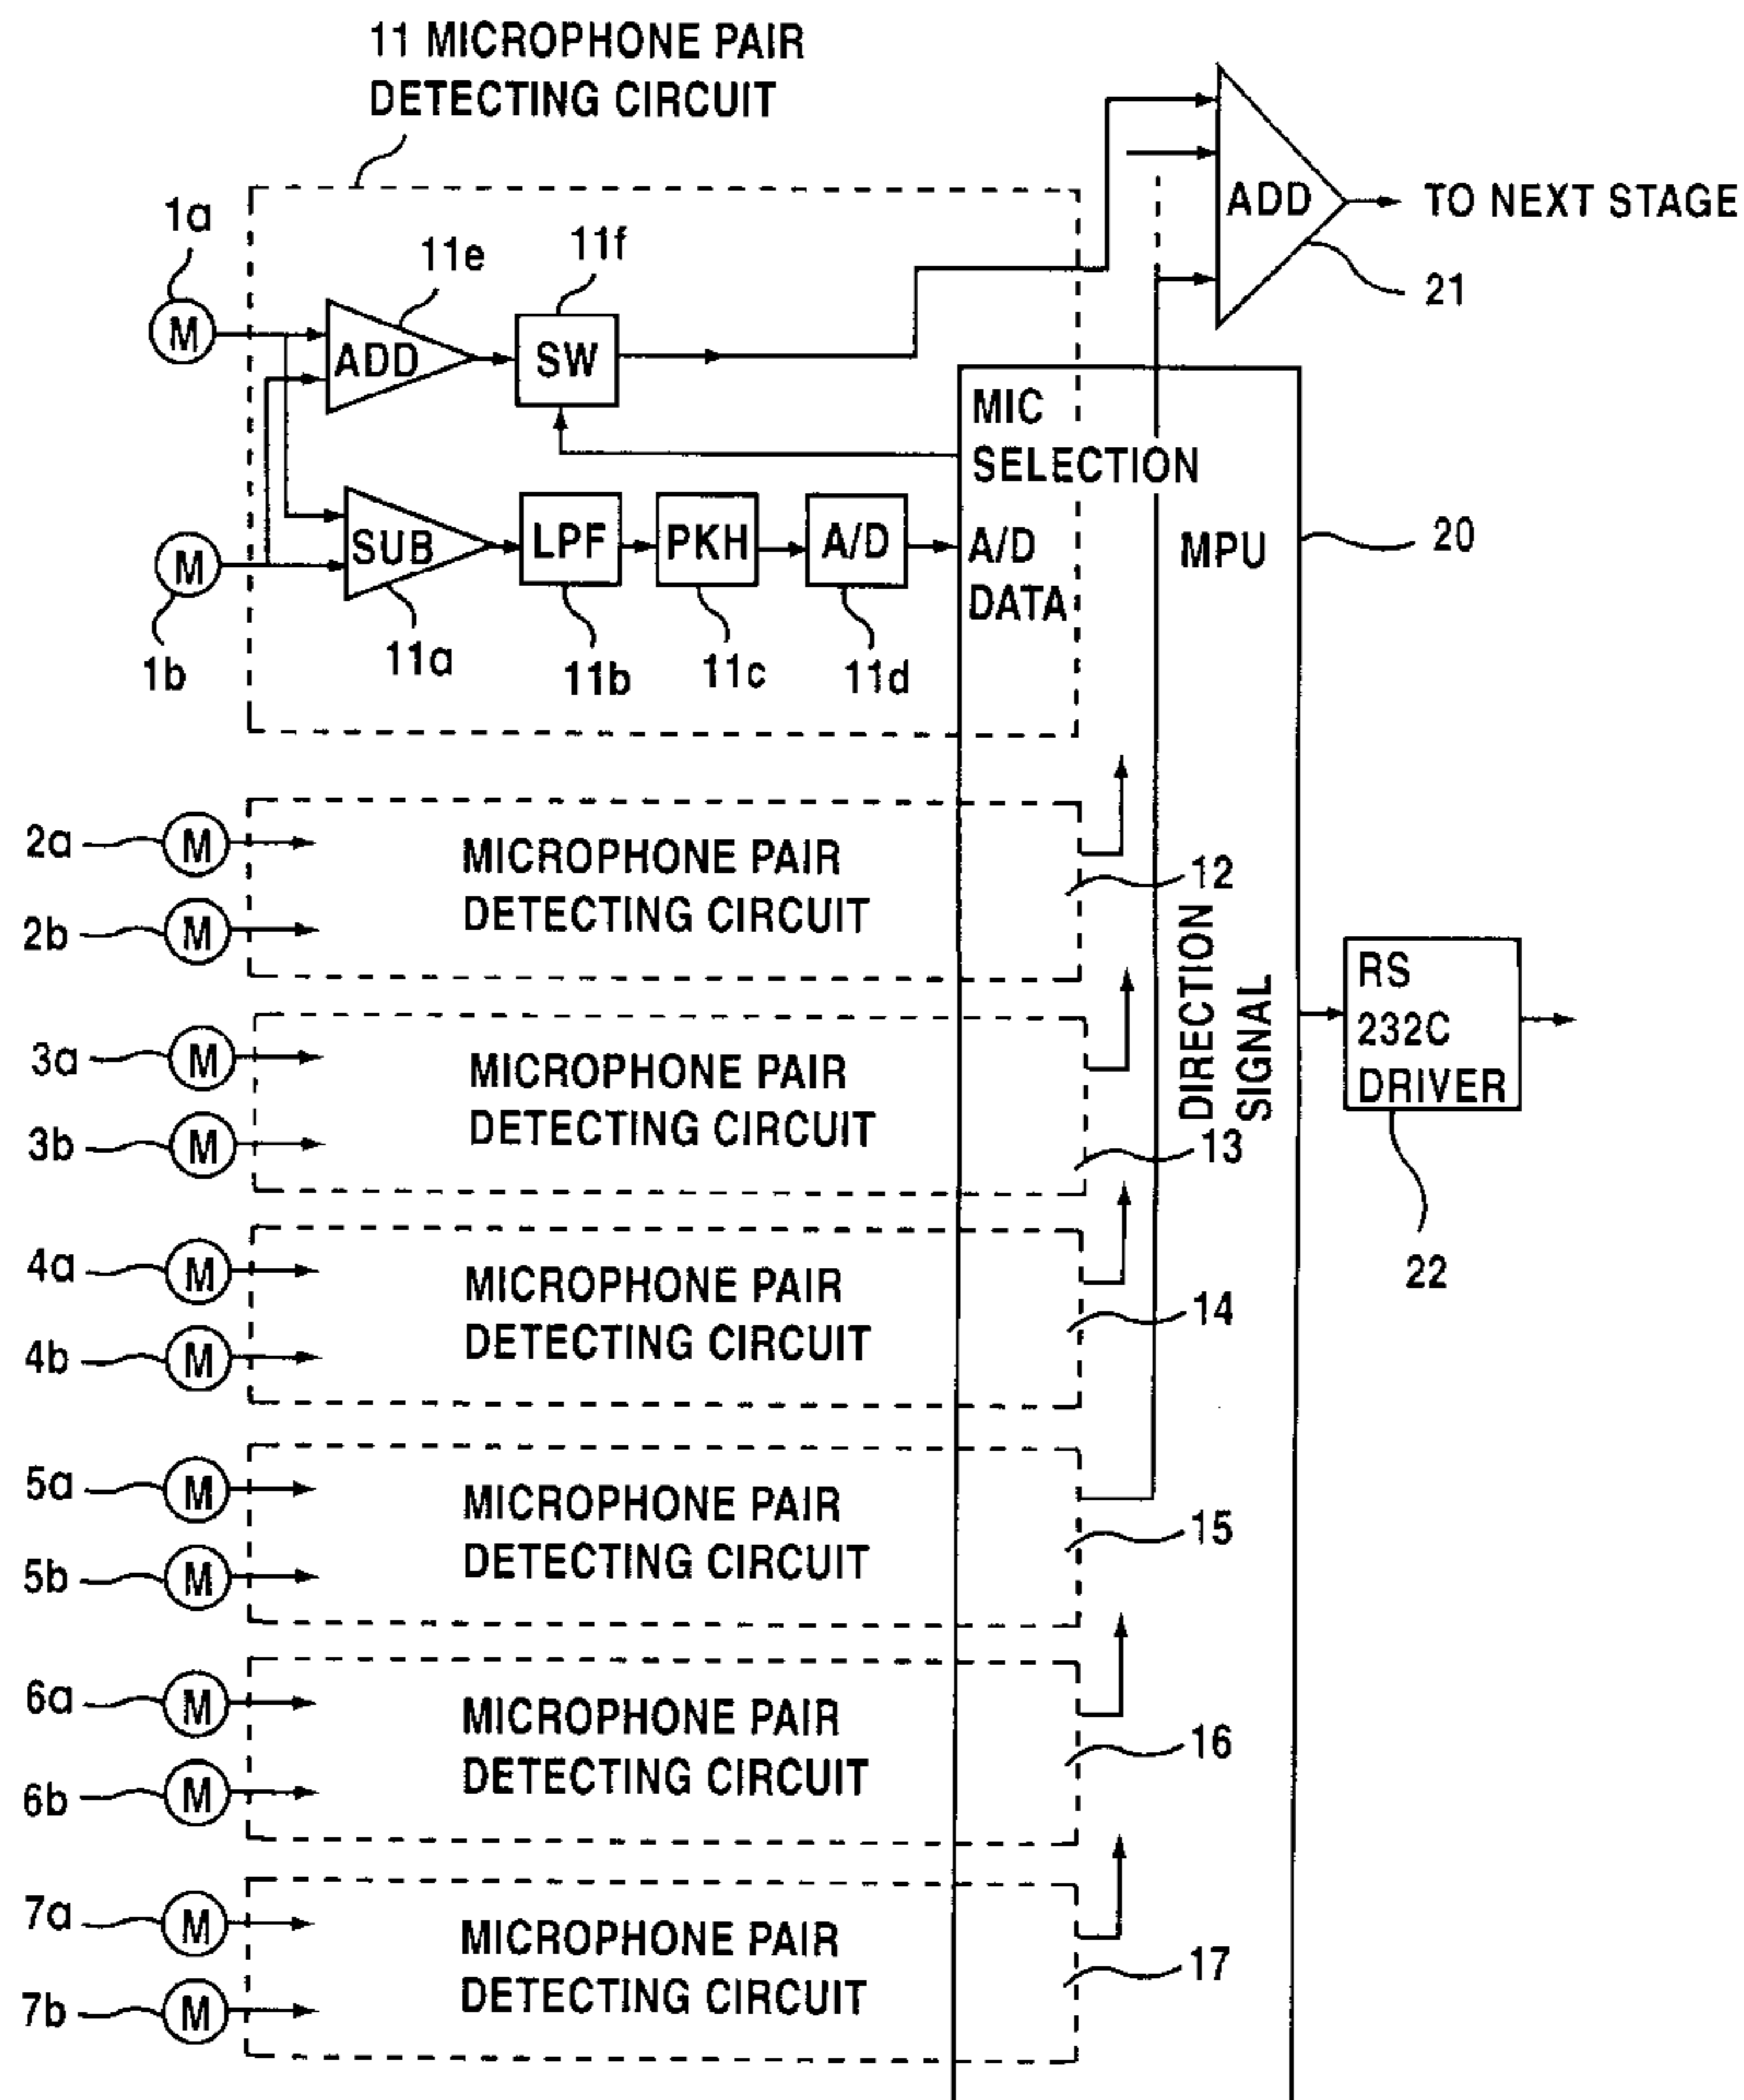 11 MICROPHONE PAIR
DETECTING CIRCUIT
1a
11e
11f
ADD
TO NEXT STAGE
21
M
ADD
SW
MIC
SELECTION
M
SUB
LPF
PKH
A/D
A/D
DATA
MPU
20
1b
11a
11b
11c
11d
2a
M
MICROPHONE PAIR
DETECTING CIRCUIT
2b
M
12
DIRECTION
SIGNAL
RS
232C
DRIVER
22
3a
M
MICROPHONE PAIR
DETECTING CIRCUIT
3b
M
13
4a
M
MICROPHONE PAIR
DETECTING CIRCUIT
4b
M
14
5a
M
MICROPHONE PAIR
DETECTING CIRCUIT
5b
M
15
6a
M
MICROPHONE PAIR
DETECTING CIRCUIT
6b
M
16
7a
M
MICROPHONE PAIR
DETECTING CIRCUIT
7b
M
17